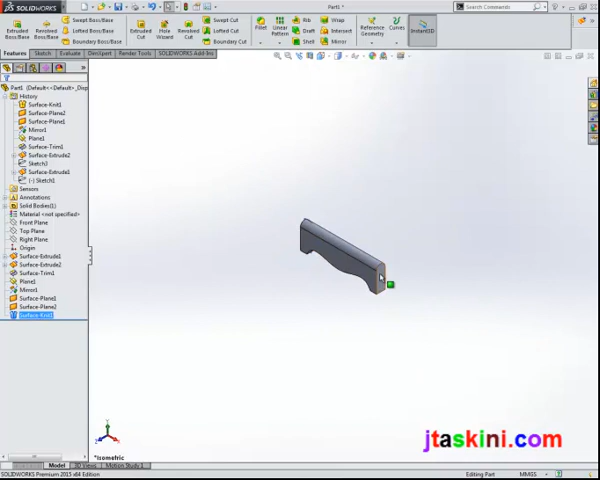 SOLIDWORKS
Part1 *
Search Commands
Extruded Boss/Base
Revolved Boss/Base
Swept Boss/Base
Lofted Boss/Base
Boundary Boss/Base
Extruded Cut
Hole Wizard
Revolved Cut
Swept Cut
Lofted Cut
Boundary Cut
Fillet
Linear Pattern
Rib
Draft
Shell
Wrap
Intersect
Mirror
Reference Geometry
Curves
Instant3D
Features
Sketch
Evaluate
DimXpert
Render Tools
SOLIDWORKS Add-Ins
Part1 (Default<<Default>_Disp
History
Surface-Knit1
Surface-Plane2
Surface-Plane1
Mirror1
Plane1
Surface-Trim1
Surface-Extrude2
Sketch3
Surface-Extrude1
(-) Sketch1
Sensors
Annotations
Solid Bodies(1)
Material <not specified>
Front Plane
Top Plane
Right Plane
Origin
Surface-Extrude1
Surface-Extrude2
Surface-Trim1
Plane1
Mirror1
Surface-Plane1
Surface-Plane2
Surface-Knit1
Y
Z
X
*Isometric
jtaskini.com
Model
3D Views
Motion Study 1
SOLIDWORKS Premium 2015 x64 Edition
Editing Part
MMGS